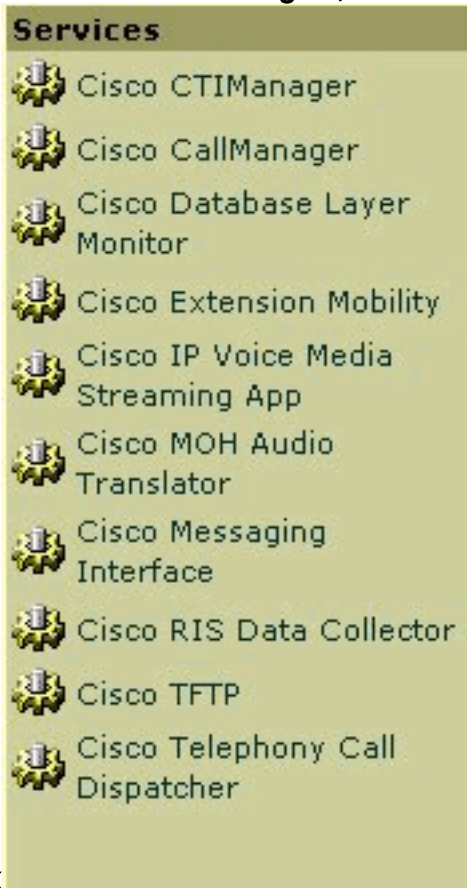 Services
Cisco CTIManager
Cisco CallManager
Cisco Database Layer
Monitor
Cisco Extension Mobility
Cisco IP Voice Media
Streaming App
Cisco MOH Audio
Translator
Cisco Messaging
Interface
Cisco RIS Data Collector
Cisco TFTP
Cisco Telephony Call
Dispatcher